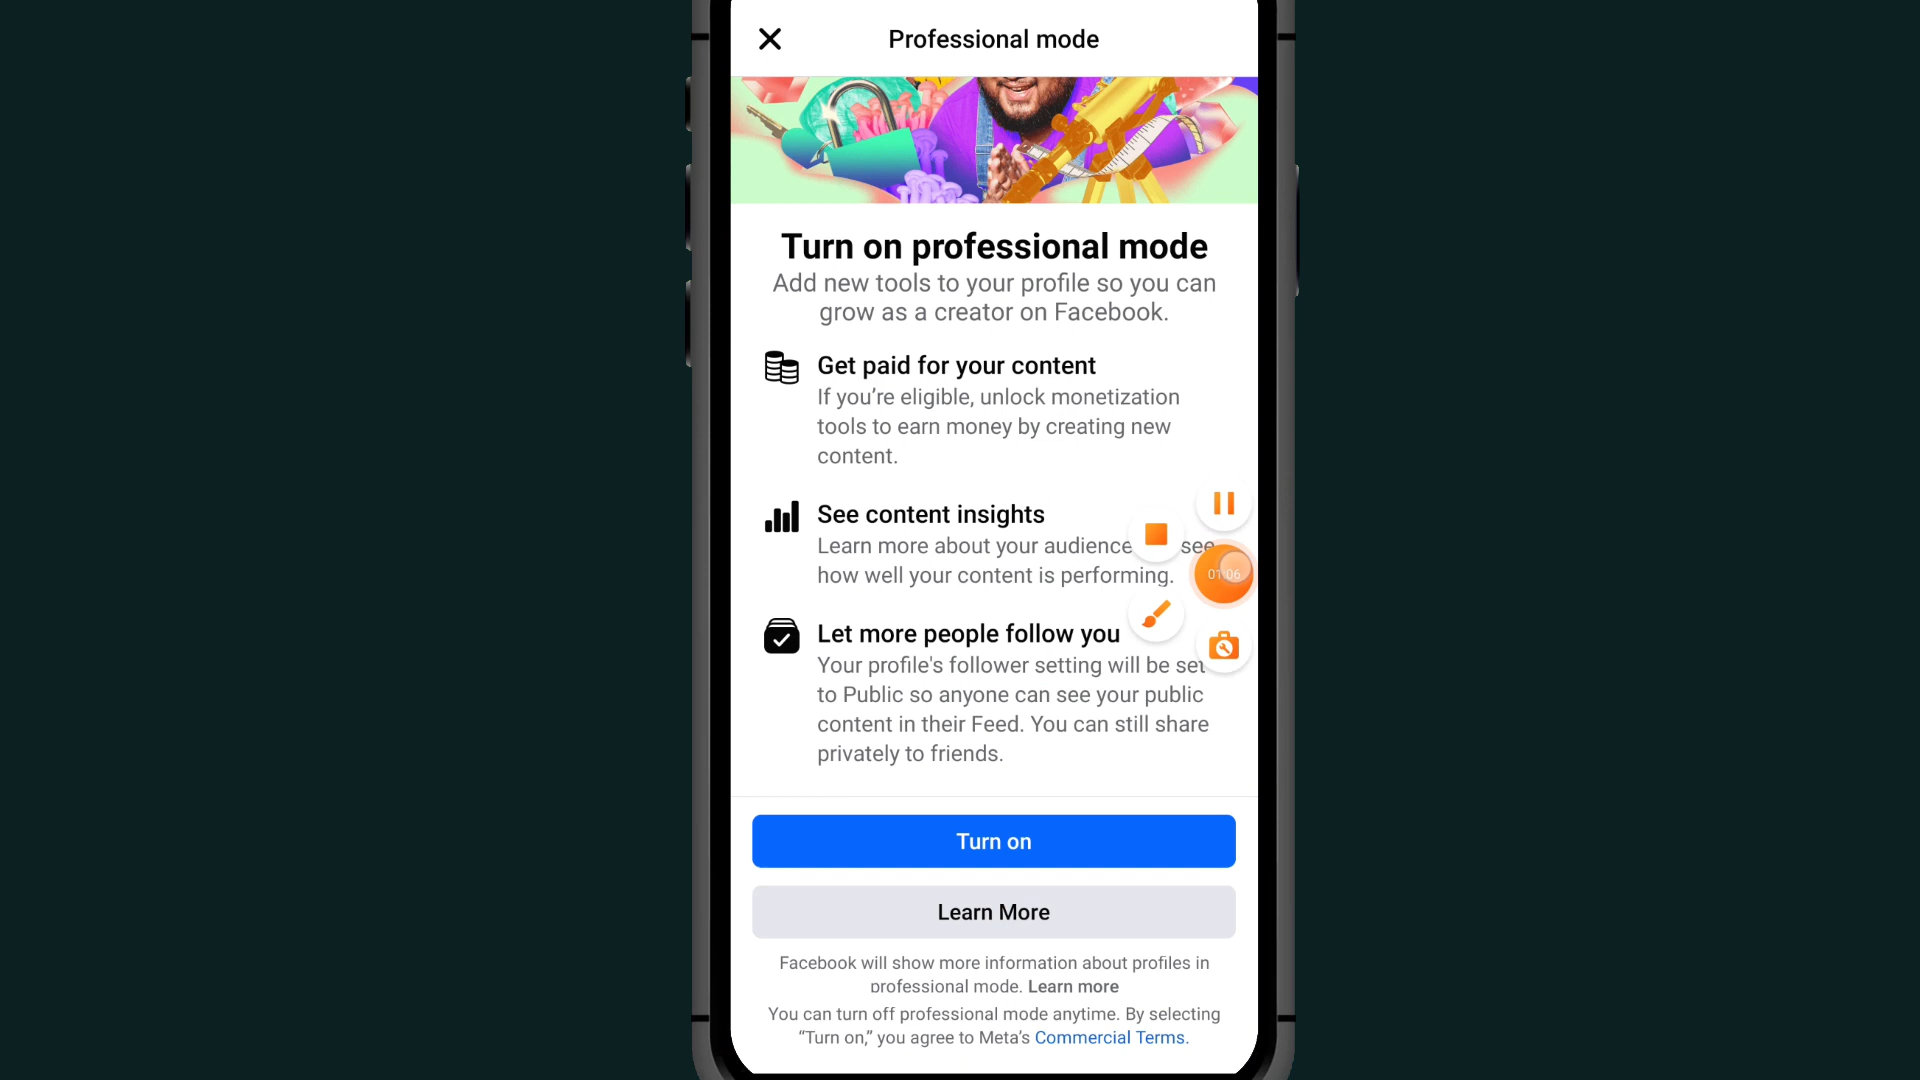 Professional mode
Turn on professional mode
Add new tools to your profile so you can
grow as a creator on Facebook.
Get paid for your content
If you’re eligible, unlock monetization
tools to earn money by creating new
content.
See content insights
Learn more about your audience see
how well your content is performing.
01:06
Let more people follow you
Your profile's follower setting will be set
to Public so anyone can see your public
content in their Feed. You can still share
privately to friends.
Turn on
Learn More
Facebook will show more information about profiles in
professional mode. Learn more
You can turn off professional mode anytime. By selecting
“Turn on,” you agree to Meta’s Commercial Terms.